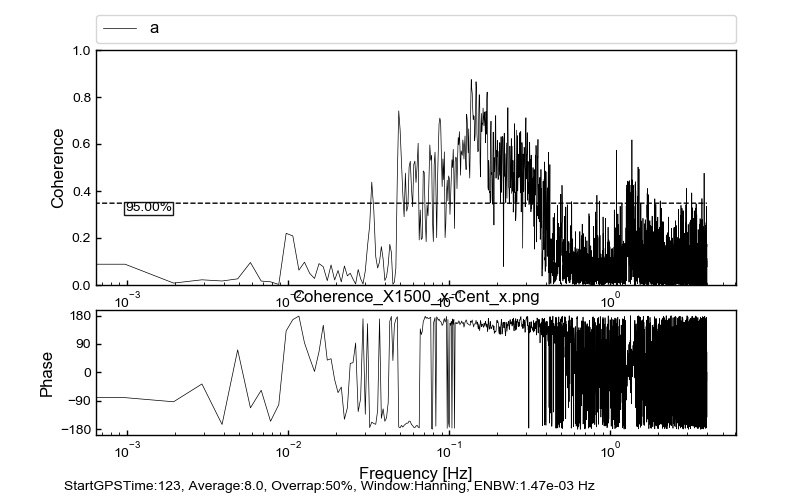 a
1.0
0.8
0.6
0.4
0.2
0.0
Coherence
95.00%
10⁻³ 10⁻² 10⁻¹ 10⁰
Coherence_X1500_x-Cent_x.png
180
90
0
−90
−180
Phase
10⁻³ 10⁻² 10⁻¹ 10⁰
Frequency [Hz]
StartGPSTime:123, Average:8.0, Overrap:50%, Window:Hanning, ENBW:1.47e-03 Hz